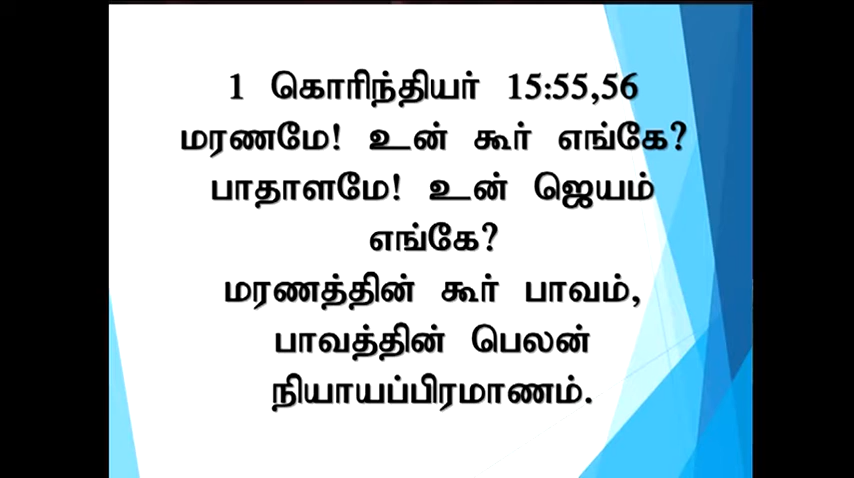 1 கொரிந்தியர் 15:55,56
மரணமே! உன் கூர் எங்கே?
பாதாளமே! உன் ஜெயம்
எங்கே?
மரணத்தின் கூர் பாவம்,
பாவத்தின் பெலன்
நியாயப்பிரமாணம்.